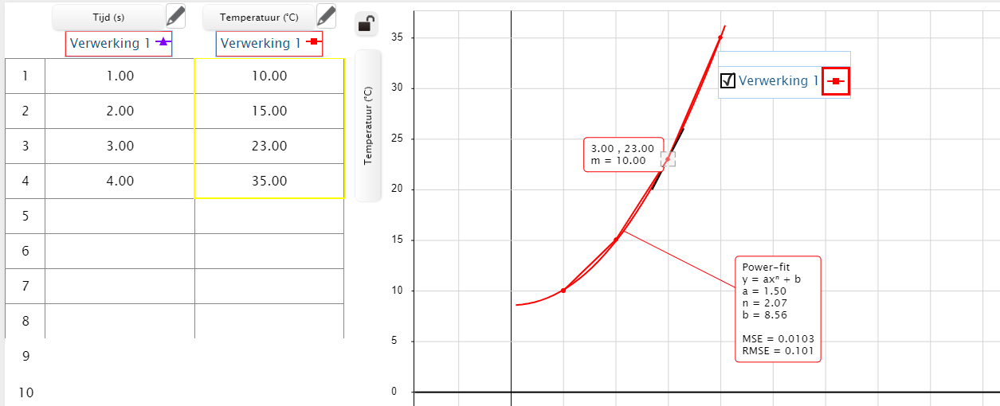 Tijd (s)
Temperatuur (°C)
Verwerking 1
Verwerking 1
1 1.00 10.00
2 2.00 15.00
3 3.00 23.00
4 4.00 35.00
5
6
7
8
9
10
Temperatuur (°C)
35
30
25
20
15
10
5
0
Verwerking 1
3.00 , 23.00
m = 10.00
Power-fit
y = axⁿ + b
a = 1.50
n = 2.07
b = 8.56
MSE = 0.0103
RMSE = 0.101